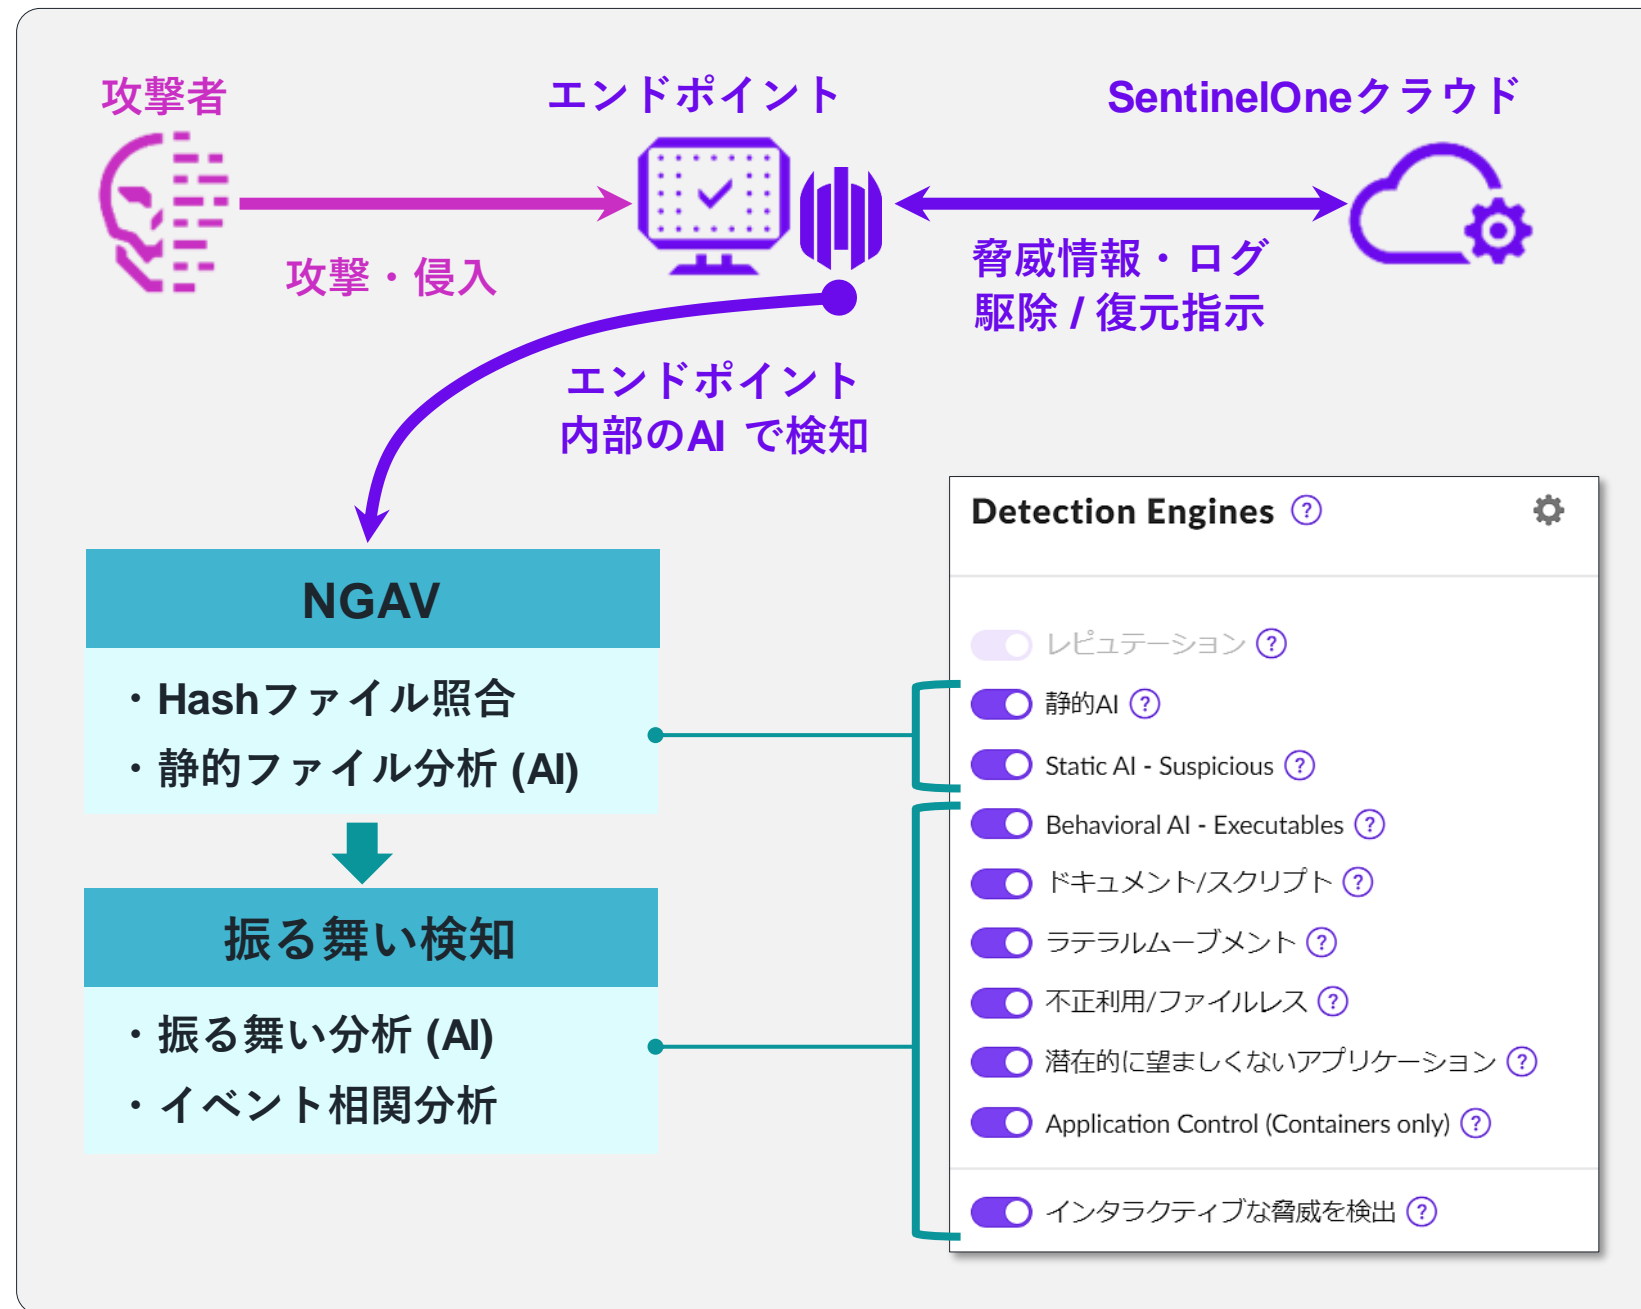 攻撃者
エンドポイント
SentinelOneクラウド
攻撃・侵入
脅威情報・ログ
駆除 / 復元指示
エンドポイント
内部のAI で検知
NGAV
・Hashファイル照合
・静的ファイル分析 (AI)
振る舞い検知
・振る舞い分析 (AI)
・イベント相関分析
Detection Engines ?
レピュテーション ?
静的AI ?
Static AI - Suspicious ?
Behavioral AI - Executables ?
ドキュメント/スクリプト ?
ラテラルムーブメント ?
不正利用/ファイルレス ?
潜在的に望ましくないアプリケーション ?
Application Control (Containers only) ?
インタラクティブな脅威を検出 ?